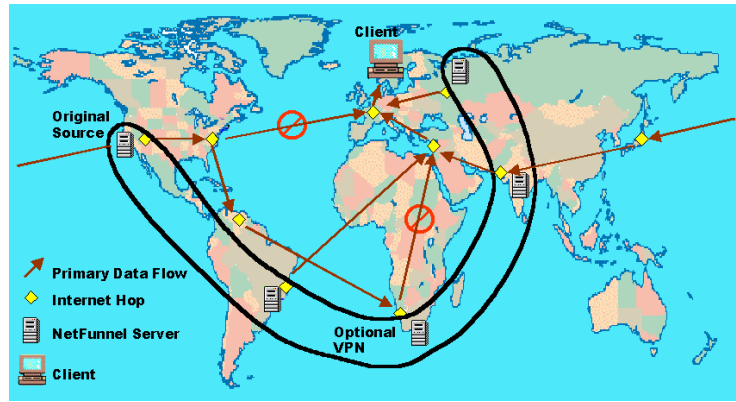 Client
Original
Source
Primary Data Flow
Internet Hop
NetFunnel Server
Client
Optional
VPN